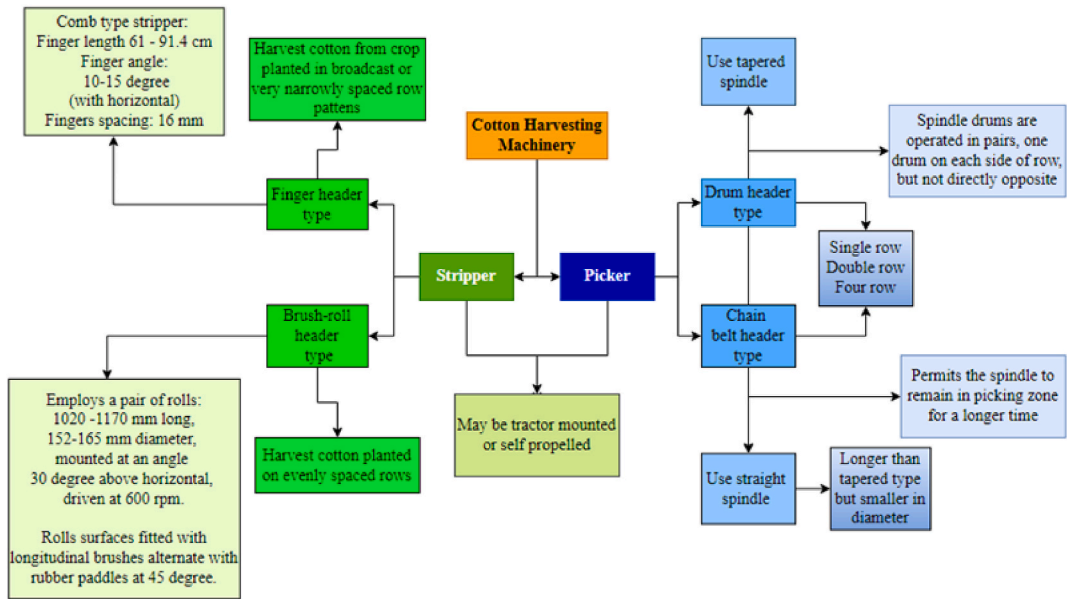 Comb type stripper:
Finger length 61 - 91.4 cm
Finger angle:
10-15 degree
(with horizontal)
Fingers spacing: 16 mm
Harvest cotton from crop
planted in broadcast or
very narrowly spaced row
pattens
Cotton Harvesting
Machinery
Use tapered
spindle
Spindle drums are
operated in pairs, one
drum on each side of row,
but not directly opposite
Finger header
type
Drum header
type
Single row
Double row
Four row
Stripper
Picker
Brush-roll
header
type
Chain
belt header
type
Employs a pair of rolls:
1020 -1170 mm long,
152-165 mm diameter,
mounted at an angle
30 degree above horizontal,
driven at 600 rpm.
Rolls surfaces fitted with
longitudinal brushes alternate with
rubber paddles at 45 degree.
Harvest cotton planted
on evenly spaced rows
May be tractor mounted
or self propelled
Permits the spindle to
remain in picking zone
for a longer time
Use straight
spindle
Longer than
tapered type
but smaller in
diameter